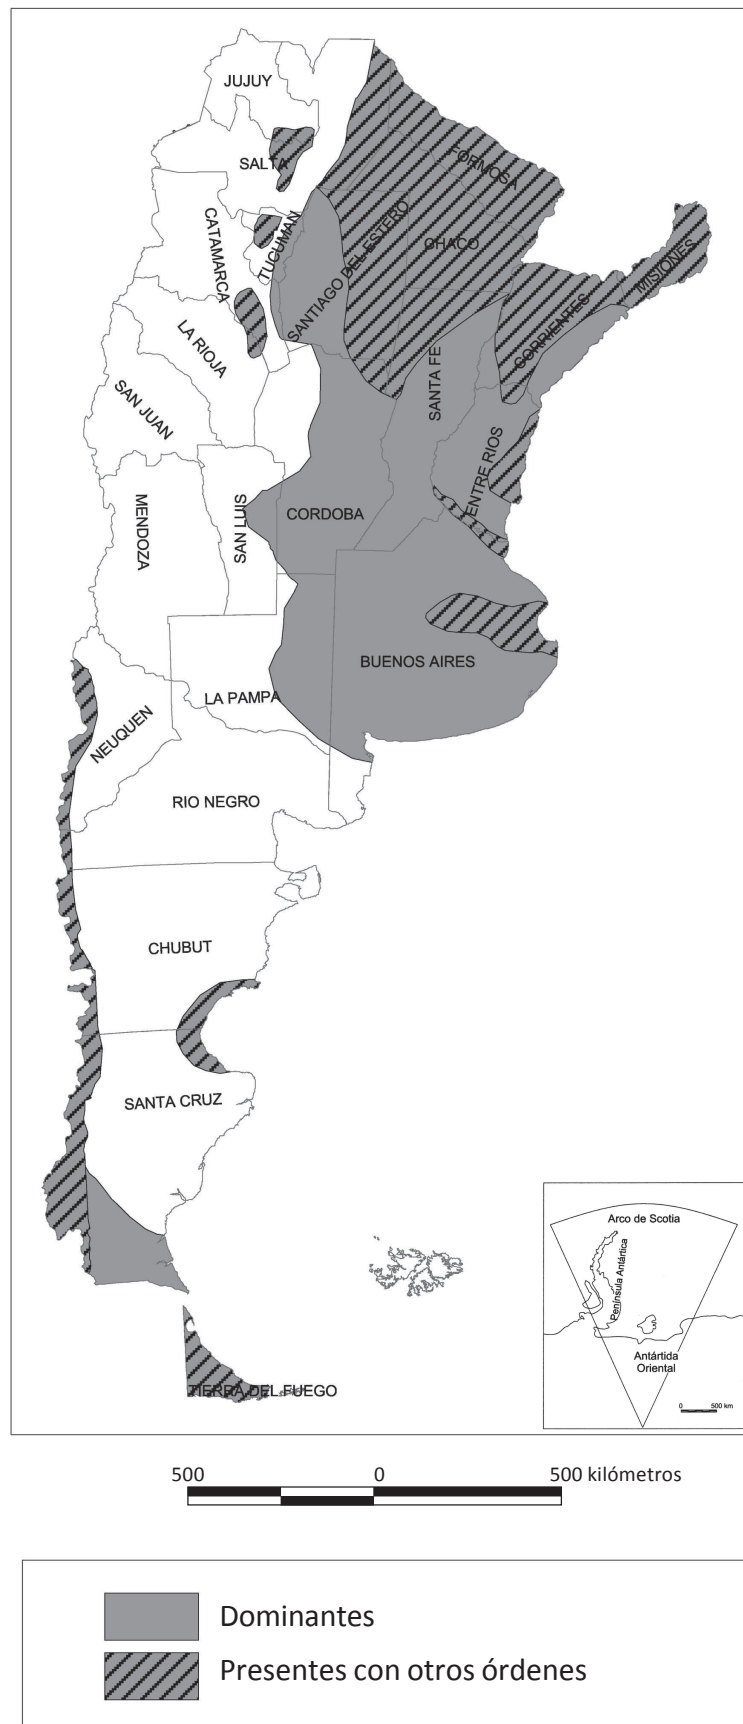 JUJUY
SALTA
FORMOSA
CATAMARCA
TUCUMAN
SANTIAGO DEL ESTERO
CHACO
MISIONES
CORRIENTES
LA RIOJA
SANTA FE
SAN JUAN
ENTRE RIOS
MENDOZA
SAN LUIS
CORDOBA
BUENOS AIRES
LA PAMPA
NEUQUEN
RIO NEGRO
CHUBUT
SANTA CRUZ
TIERRA DEL FUEGO
Arco de Scotia
Península Antártica
Antártida
Oriental
0 500 km
500 0 500 kilómetros
Dominantes
Presentes con otros órdenes